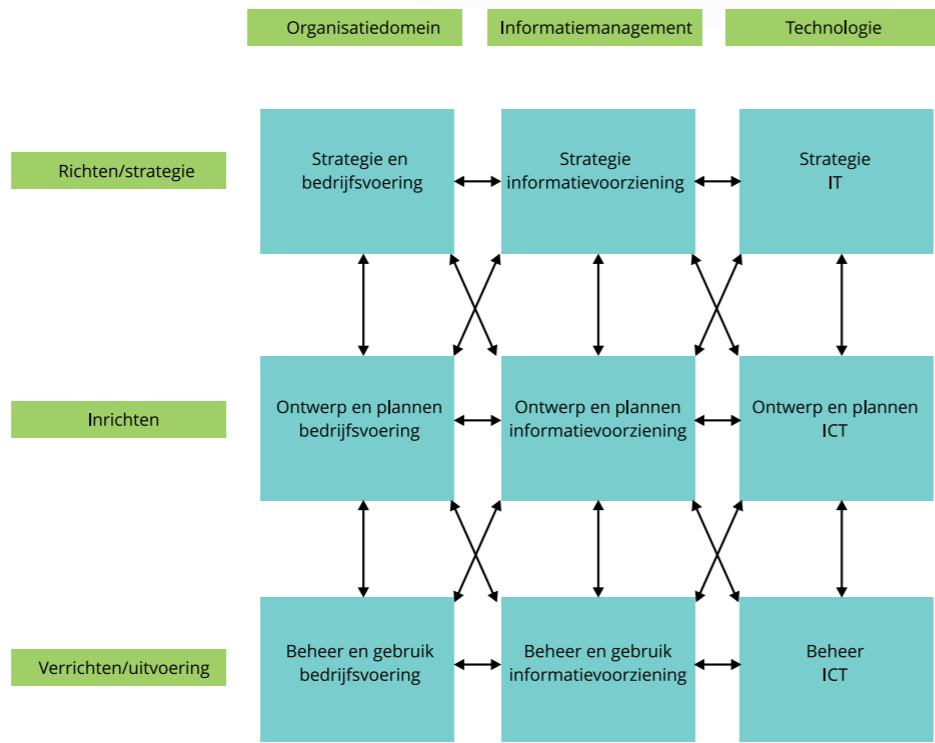 Organisatiedomein
Informatiemanagement
Technologie
Richten/strategie
Strategie en
bedrijfsvoering
Strategie
informatievoorziening
Strategie
IT
Inrichten
Ontwerp en plannen
bedrijfsvoering
Ontwerp en plannen
informatievoorziening
Ontwerp en plannen
ICT
Verrichten/uitvoering
Beheer en gebruik
bedrijfsvoering
Beheer en gebruik
informatievoorziening
Beheer
ICT